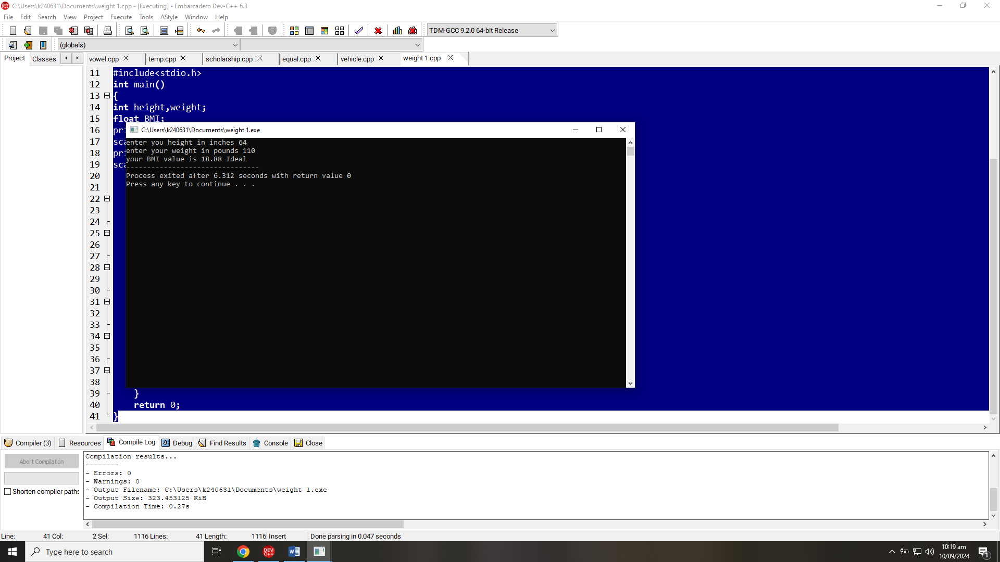 C:\Users\k240631\Documents\weight 1.cpp - [Executing] - Embarcadero Dev-C++ 6.3
File Edit Search View Project Execute Tools AStyle Window Help
TDM-GCC 9.2.0 64-bit Release
(globals)
Project Classes vowel.cpp temp.cpp scholarship.cpp equal.cpp vehicle.cpp weight 1.cpp
11 #include<stdio.h>
12 int main()
13 {
14 int height,weight;
15 float BMI;
16 pri
17 sca
18 pri
19 sca
20
21
22
23
24
25
26
27
28
29
30
31
32
33
34
35
36
37
38
39 }
40 return 0;
41 }
C:\Users\k240631\Documents\weight 1.exe
enter you height in inches 64
enter your weight in pounds 110
your BMI value is 18.88 Ideal
--------------------------------
Process exited after 6.312 seconds with return value 0
Press any key to continue . . .
Compiler (3) Resources Compile Log Debug Find Results Console Close
Abort Compilation
Shorten compiler paths
Compilation results...
--------
- Errors: 0
- Warnings: 0
- Output Filename: C:\Users\k240631\Documents\weight 1.exe
- Output Size: 323.453125 KiB
- Compilation Time: 0.27s
Line: 41 Col: 2 Sel: 1116 Lines: 41 Length: 1116 Insert Done parsing in 0.047 seconds
Type here to search
DEV C++
10:19 am
10/09/2024
1